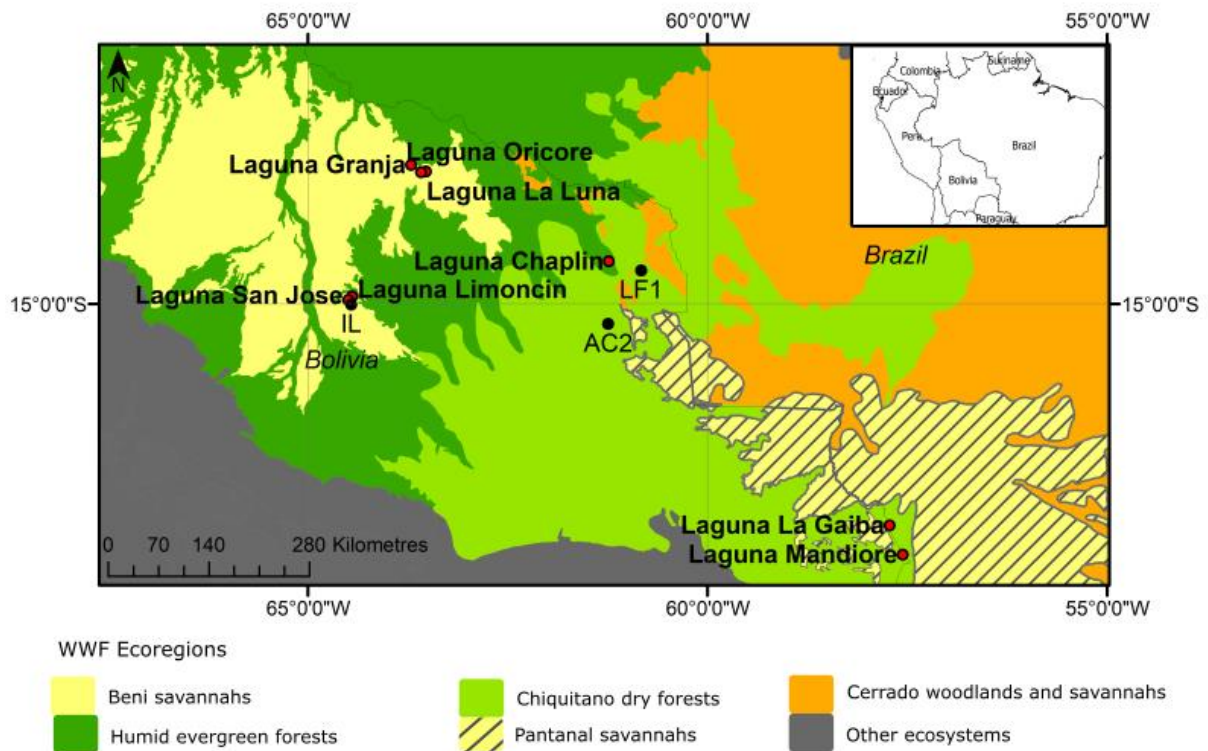 65°0'0"W
60°0'0"W
55°0'0"W
N
Colombia
Suriname
Ecuador
Peru
Brazil
Bolivia
Paraguay
Laguna Oricore
Laguna Granja
Laguna La Luna
Brazil
Laguna Chaplin
LF1
Laguna Limoncin
Laguna San Jose
15°0'0"S
15°0'0"S
IL
AC2
Bolivia
Laguna La Gaiba
0 70 140 280 Kilometres
Laguna Mandiore
65°0'0"W
60°0'0"W
55°0'0"W
WWF Ecoregions
Beni savannahs
Chiquitano dry forests
Cerrado woodlands and savannahs
Humid evergreen forests
Pantanal savannahs
Other ecosystems